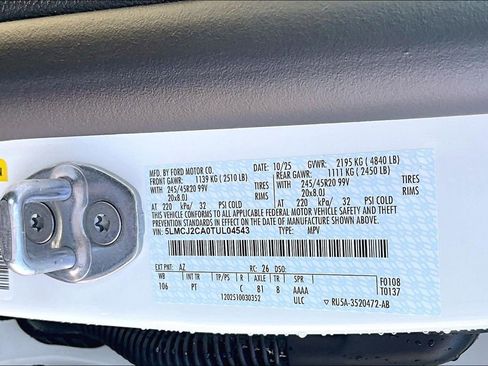 MFD. BY FORD MOTOR CO. DATE: 10/25 GVWR: 2195 KG ( 4840 LB)
FRONT GAWR: 1139 KG ( 2510 LB) REAR GAWR: 1111 KG ( 2450 LB)
WITH 245/45R20 99V TIRES WITH 245/45R20 99V TIRES
20x8.0J RIMS 20x8.0J RIMS
AT 220 kPa/ 32 PSI COLD AT 220 kPa/ 32 PSI COLD
THIS VEHICLE CONFORMS TO ALL APPLICABLE FEDERAL MOTOR VEHICLE SAFETY AND THEFT
PREVENTION STANDARDS IN EFFECT ON THE DATE OF MANUFACTURE SHOWN ABOVE.
VIN: 5LMCJ2CA0TUL04543 TYPE: MPV
EXT PNT: AZ RC: 26 DSO:
WB INT TR TP/PS R AXLE TR SPR F0108
106 PT C 81 B AAAA T0137
1202510030352 ULC ▽ RU5A-3520472-AB